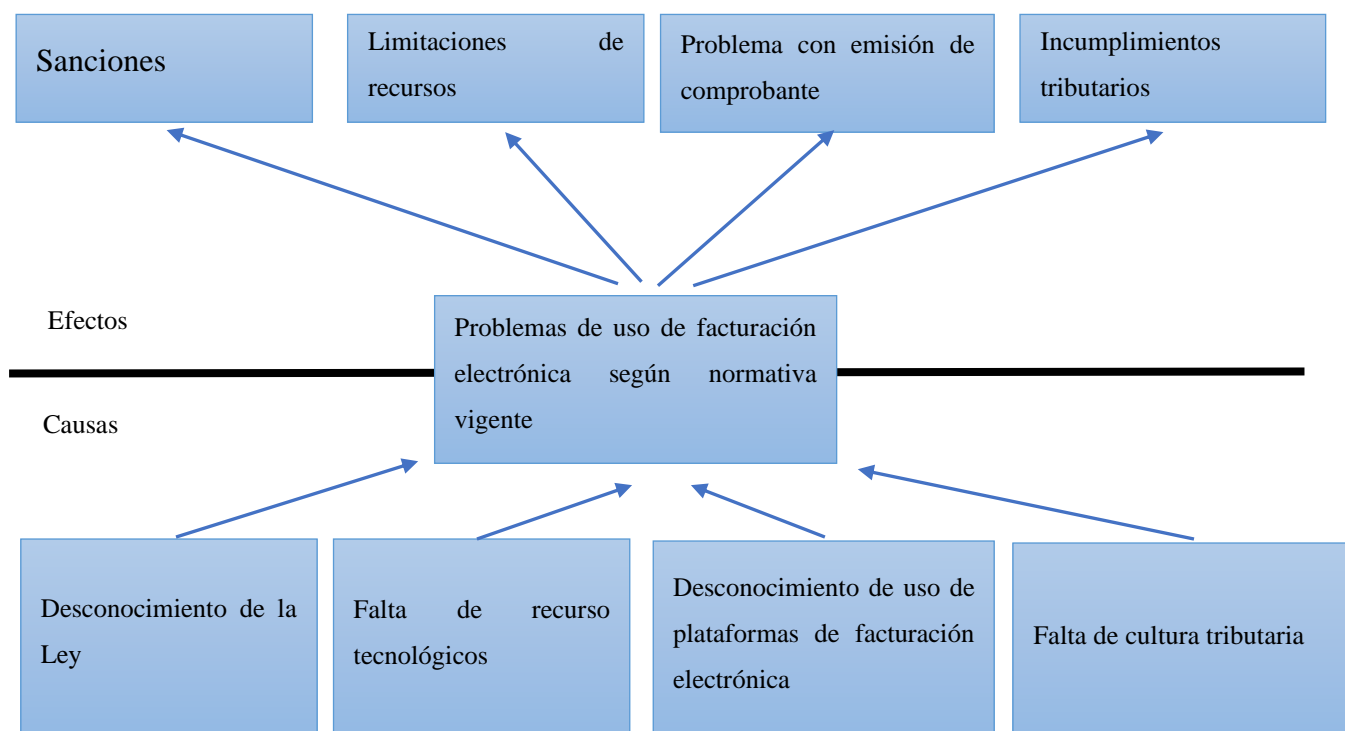 Sanciones
Limitaciones de
recursos
Problema con emisión de
comprobante
Incumplimientos
tributarios
Efectos
Problemas de uso de facturación
electrónica según normativa
vigente
Causas
Desconocimiento de la
Ley
Falta de recurso
tecnológicos
Desconocimiento de uso de
plataformas de facturación
electrónica
Falta de cultura tributaria